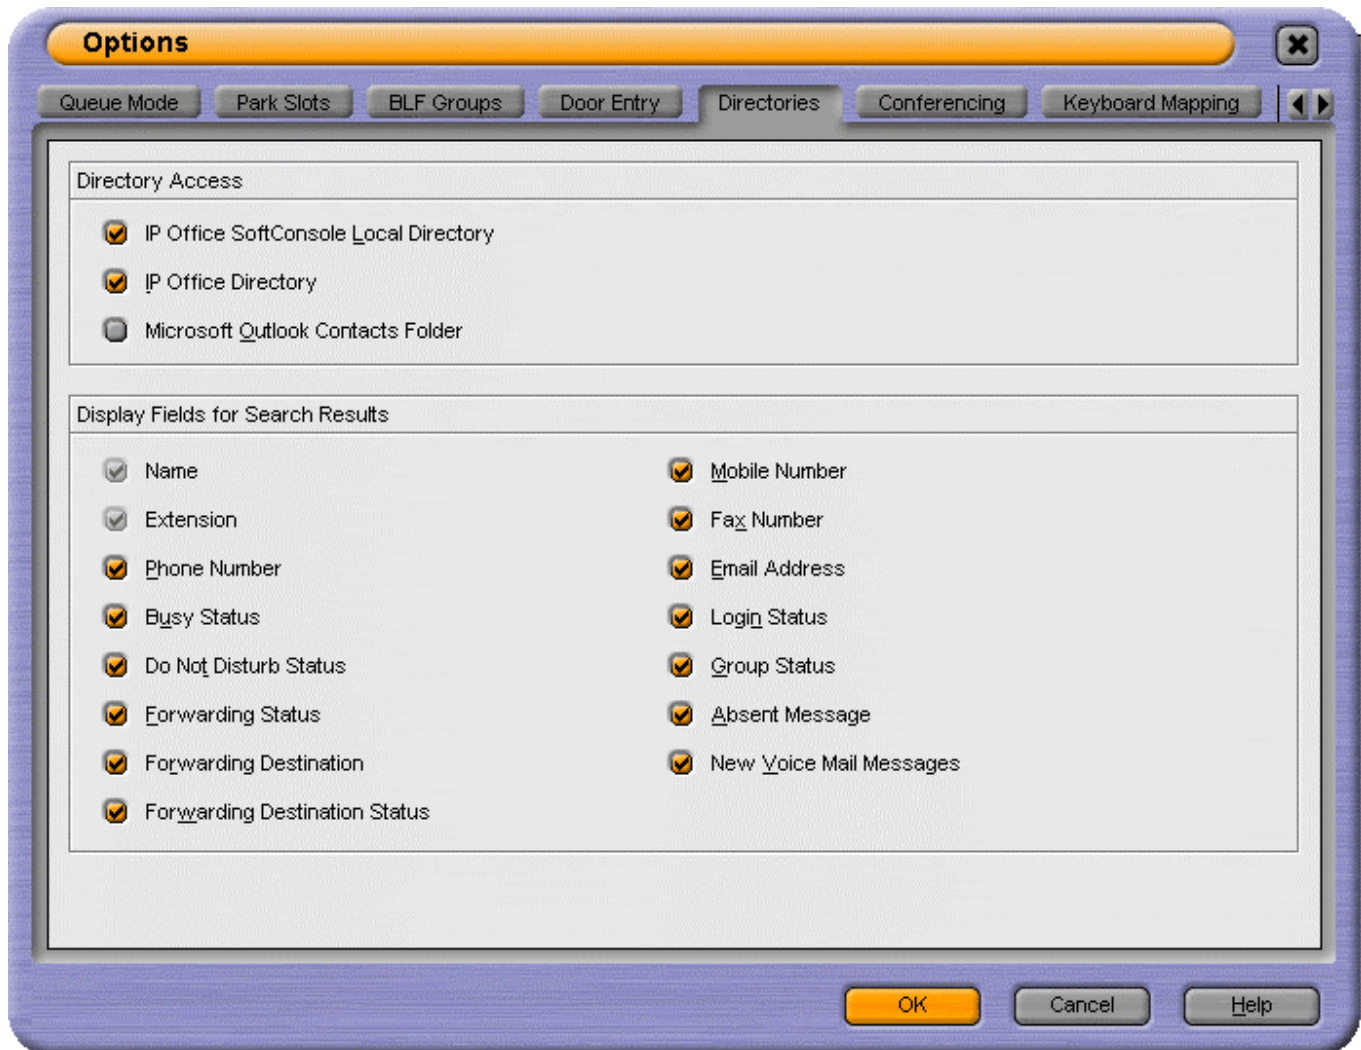 Options
Queue Mode Park Slots BLF Groups Door Entry Directories Conferencing Keyboard Mapping
Directory Access
IP Office SoftConsole Local Directory
IP Office Directory
Microsoft Outlook Contacts Folder
Display Fields for Search Results
Name
Extension
Phone Number
Busy Status
Do Not Disturb Status
Forwarding Status
Forwarding Destination
Forwarding Destination Status
Mobile Number
Fax Number
Email Address
Login Status
Group Status
Absent Message
New Voice Mail Messages
OK Cancel Help